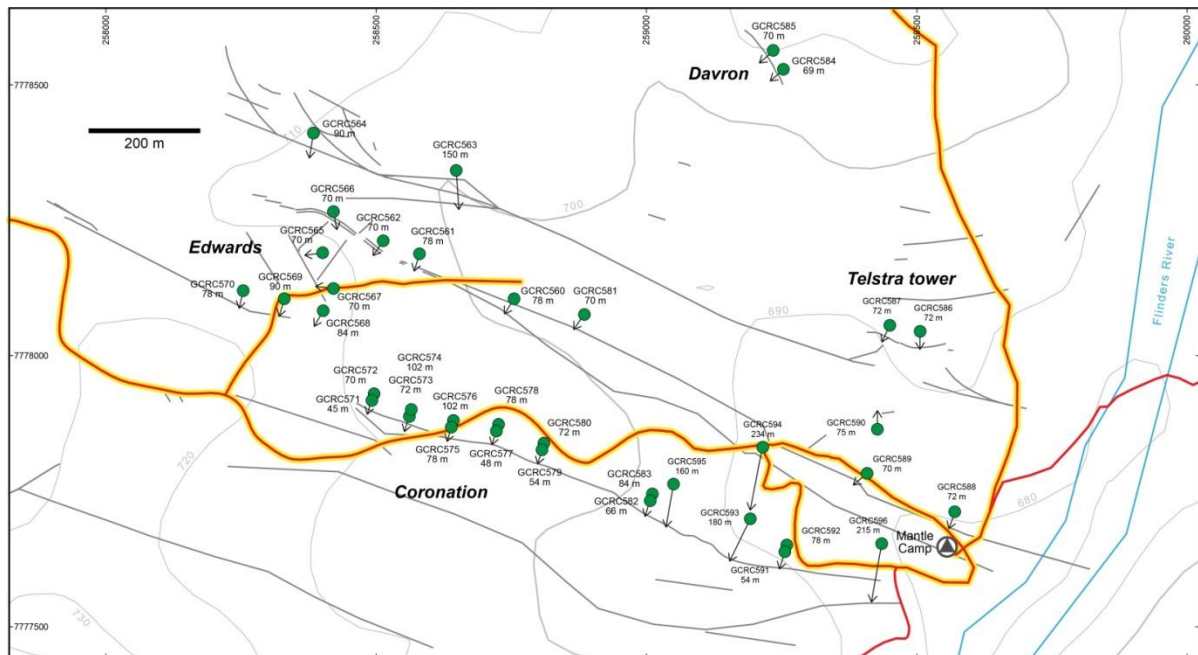 258000
258500
259000
259500
260000
GCRC585
70 m
GCRC584
69 m
Davron
7778500
200 m
710
GCRC564
90 m
GCRC563
150 m
700
GCRC566
70 m
GCRC562
70 m
GCRC565
70 m
GCRC561
78 m
Edwards
GCRC570
78 m
GCRC569
90 m
GCRC567
70 m
GCRC568
84 m
GCRC560
78 m
GCRC581
70 m
Telstra tower
690
GCRC587
72 m
GCRC586
72 m
Flinders River
7778000
GCRC574
102 m
GCRC572
70 m
GCRC573
72 m
GCRC571
45 m
GCRC576
102 m
GCRC578
78 m
GCRC580
72 m
GCRC575
78 m
GCRC577
48 m
GCRC579
54 m
GCRC594
234 m
GCRC590
75 m
720
Coronation
GCRC583
84 m
GCRC595
160 m
GCRC589
70 m
GCRC582
66 m
GCRC593
180 m
GCRC588
72 m
680
GCRC592
78 m
GCRC596
215 m
Mantle
Camp
GCRC591
54 m
730
7777500